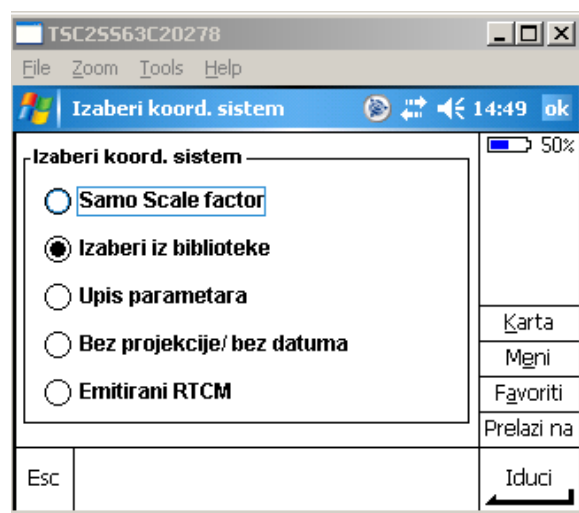 TSC2SS63C20278
File Zoom Tools Help
Izaberi koord. sistem 14:49 ok
50%
Izaberi koord. sistem
Samo Scale factor
Izaberi iz biblioteke
Upis parametara
Bez projekcije/ bez datuma
Emitirani RTCM
Karta
Meni
Favoriti
Prelazi na
Esc
Iduci